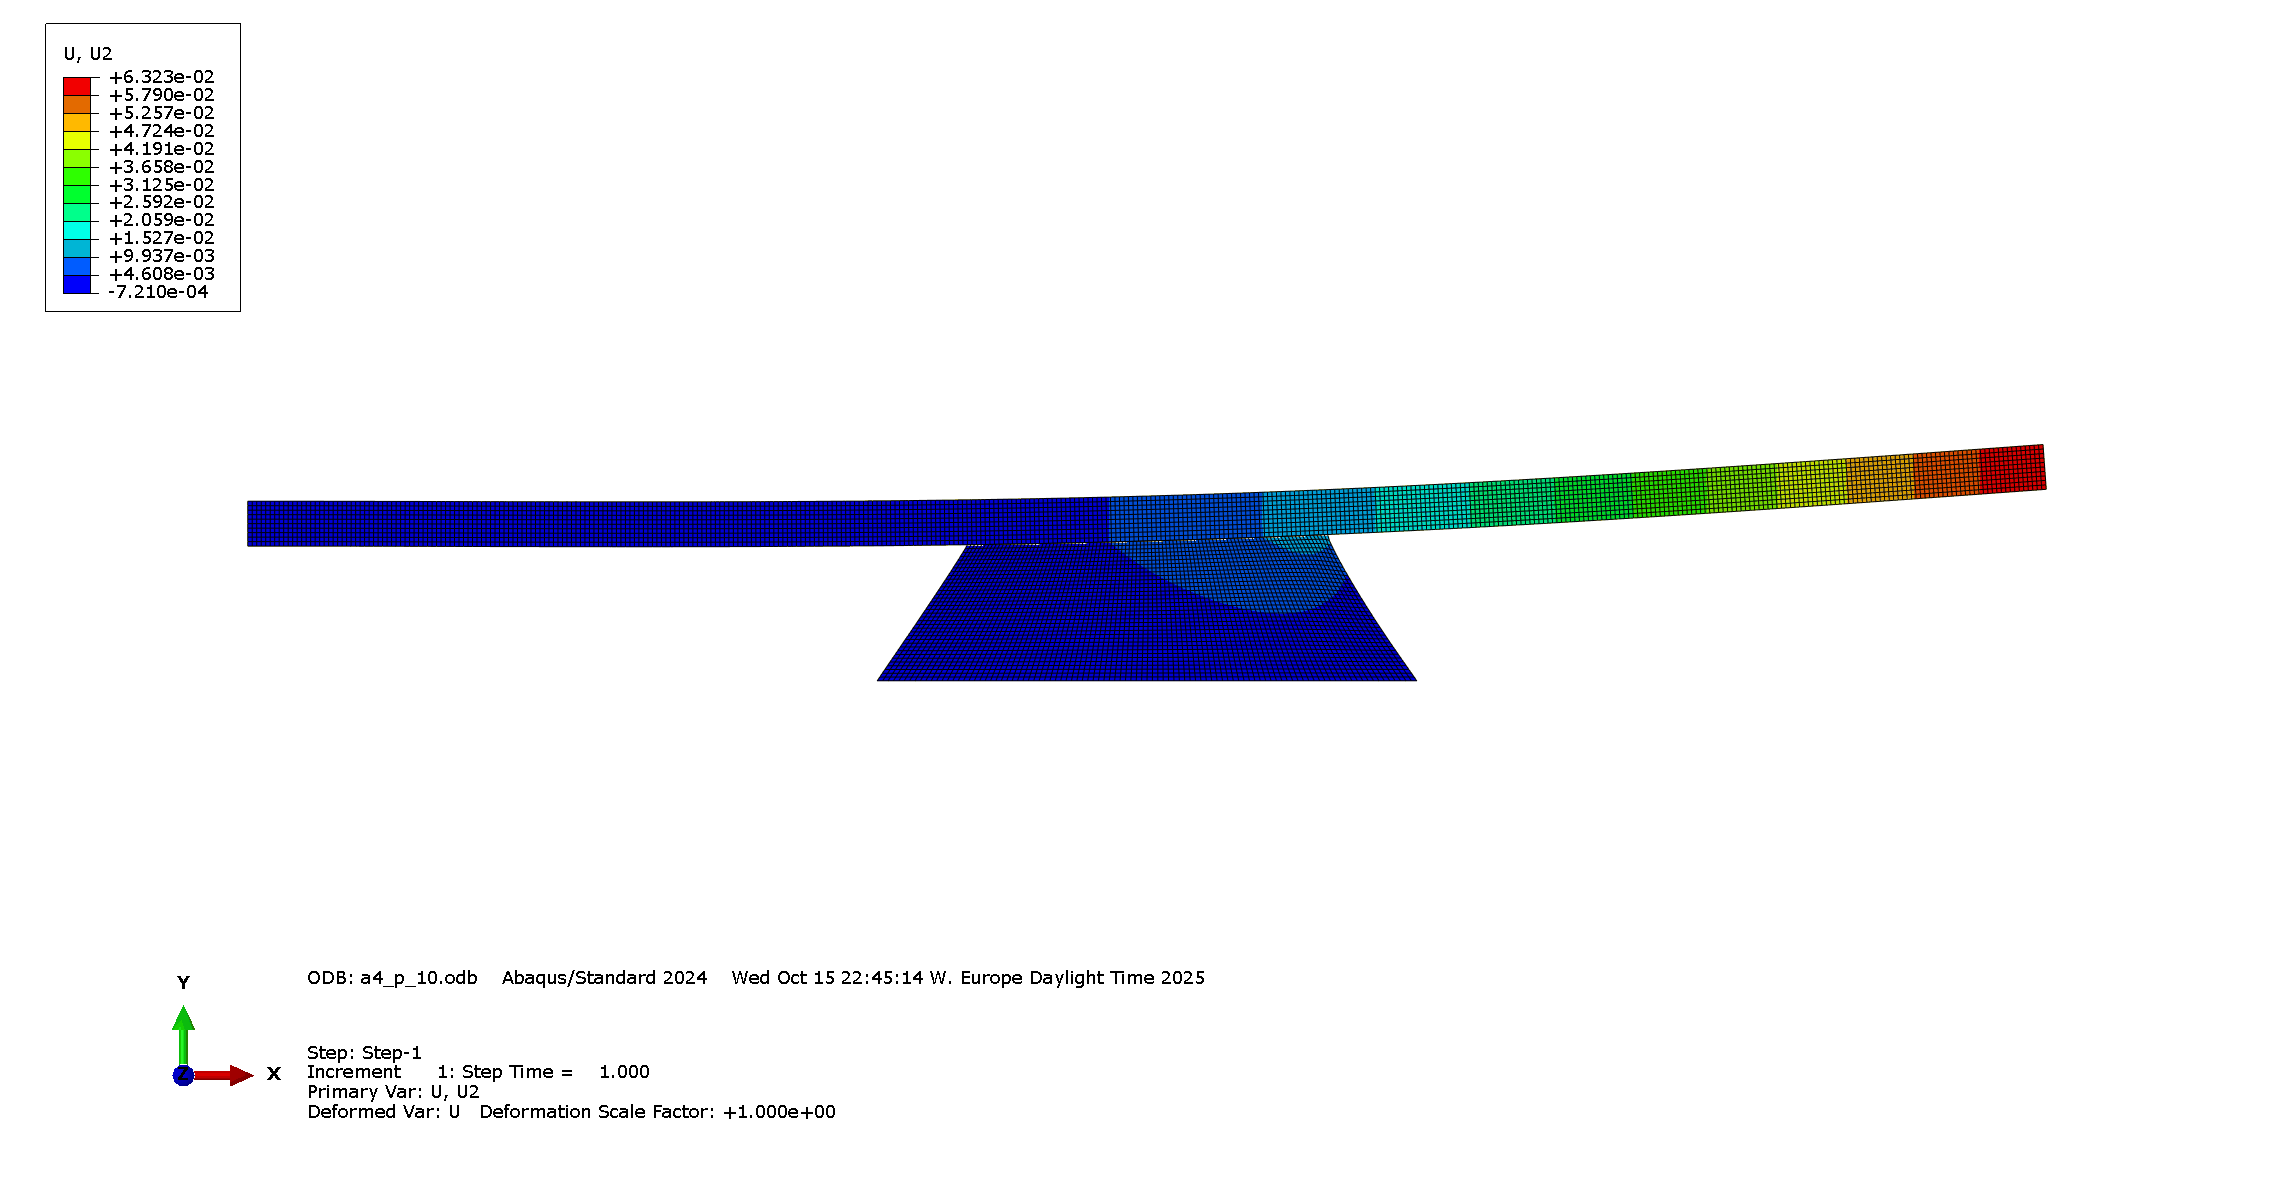 U, U2
+6.323e-02
+5.790e-02
+5.257e-02
+4.724e-02
+4.191e-02
+3.658e-02
+3.125e-02
+2.592e-02
+2.059e-02
+1.527e-02
+9.937e-03
+4.608e-03
-7.210e-04
Y
Z
X
ODB: a4_p_10.odb Abaqus/Standard 2024 Wed Oct 15 22:45:14 W. Europe Daylight Time 2025
Step: Step-1
Increment 1: Step Time = 1.000
Primary Var: U, U2
Deformed Var: U Deformation Scale Factor: +1.000e+00